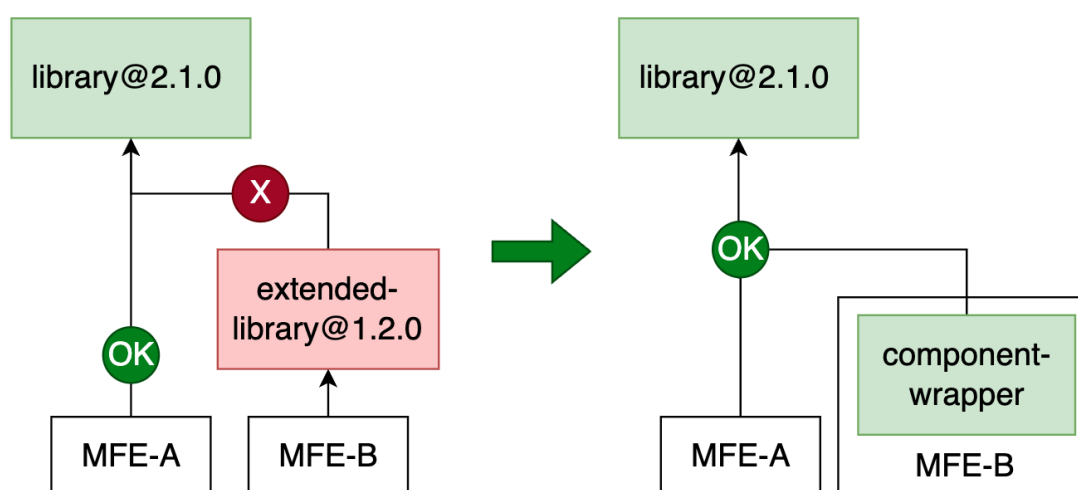 library@2.1.0
X
extended-
library@1.2.0
OK
MFE-A
MFE-B
library@2.1.0
OK
component-
wrapper
MFE-A
MFE-B